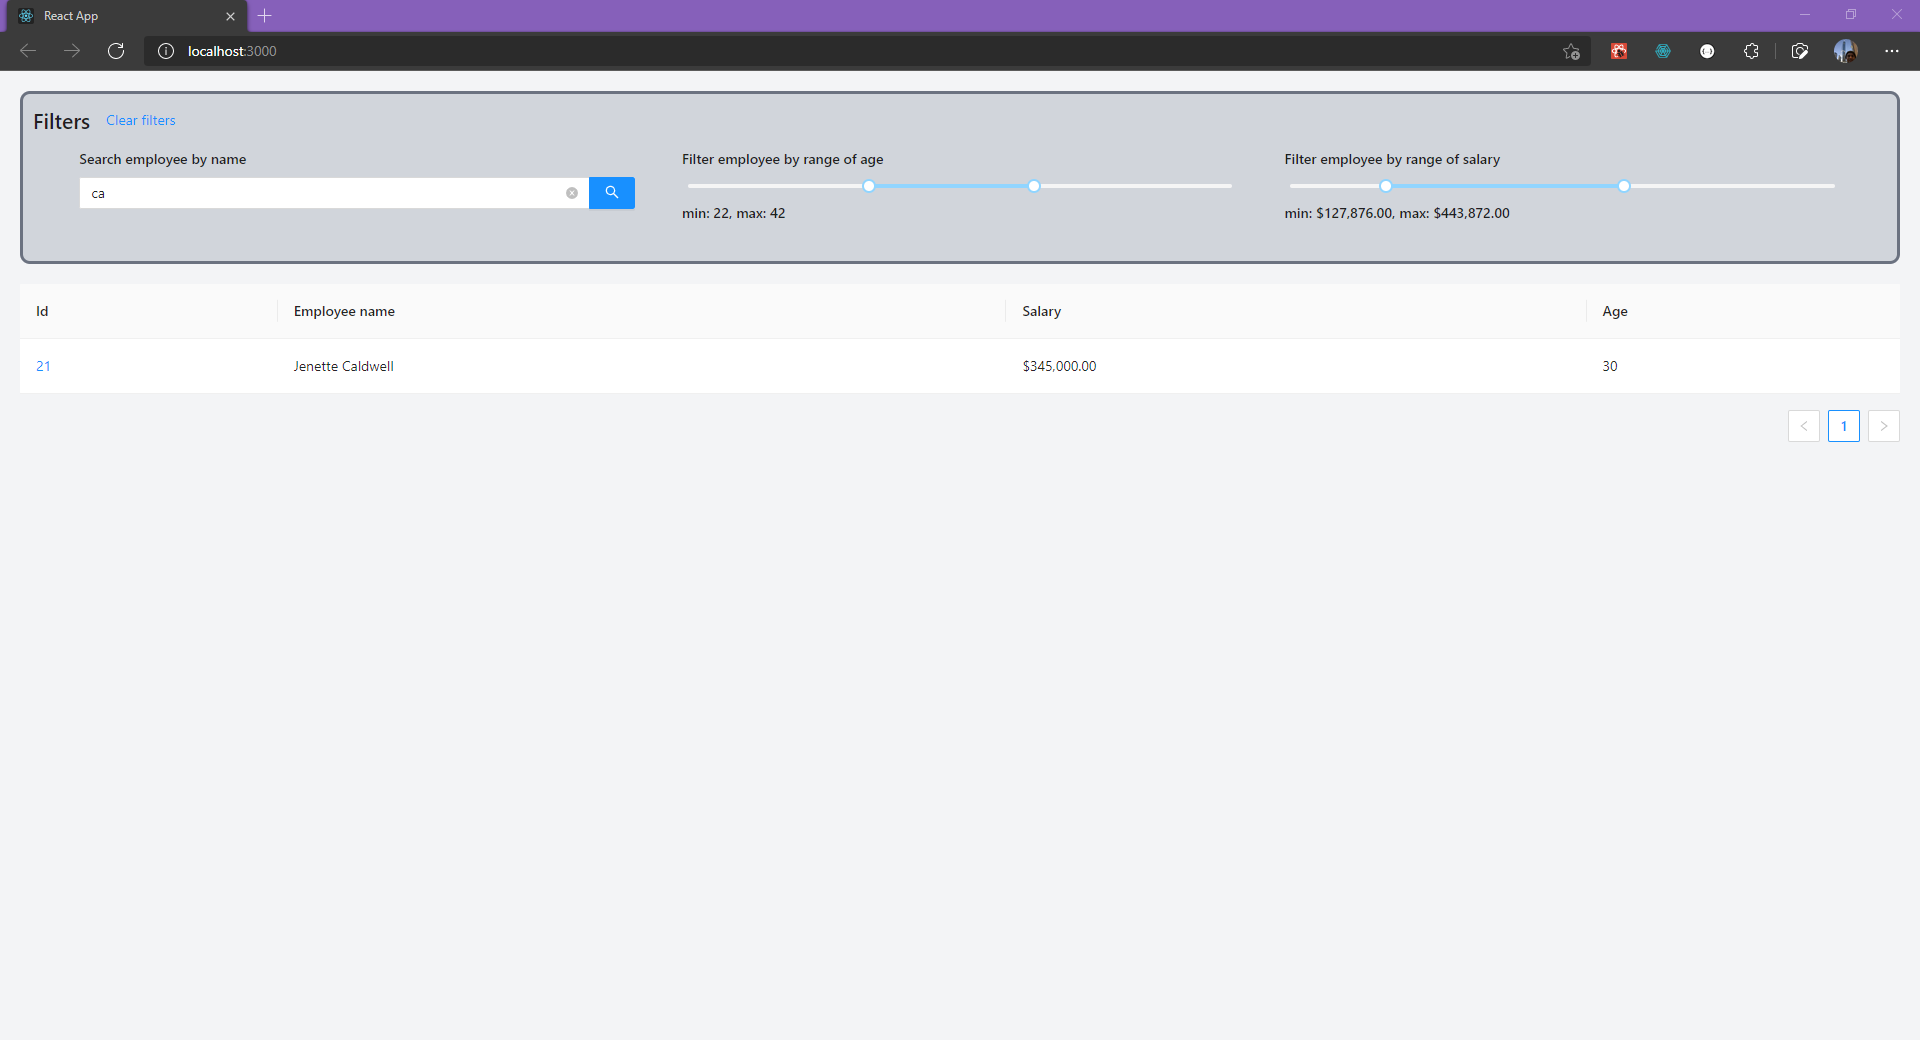 React App
localhost:3000
Filters Clear filters
Search employee by name
ca
Filter employee by range of age
min: 22, max: 42
Filter employee by range of salary
min: $127,876.00, max: $443,872.00
Id Employee name Salary Age
21 Jenette Caldwell $345,000.00 30
< 1 >